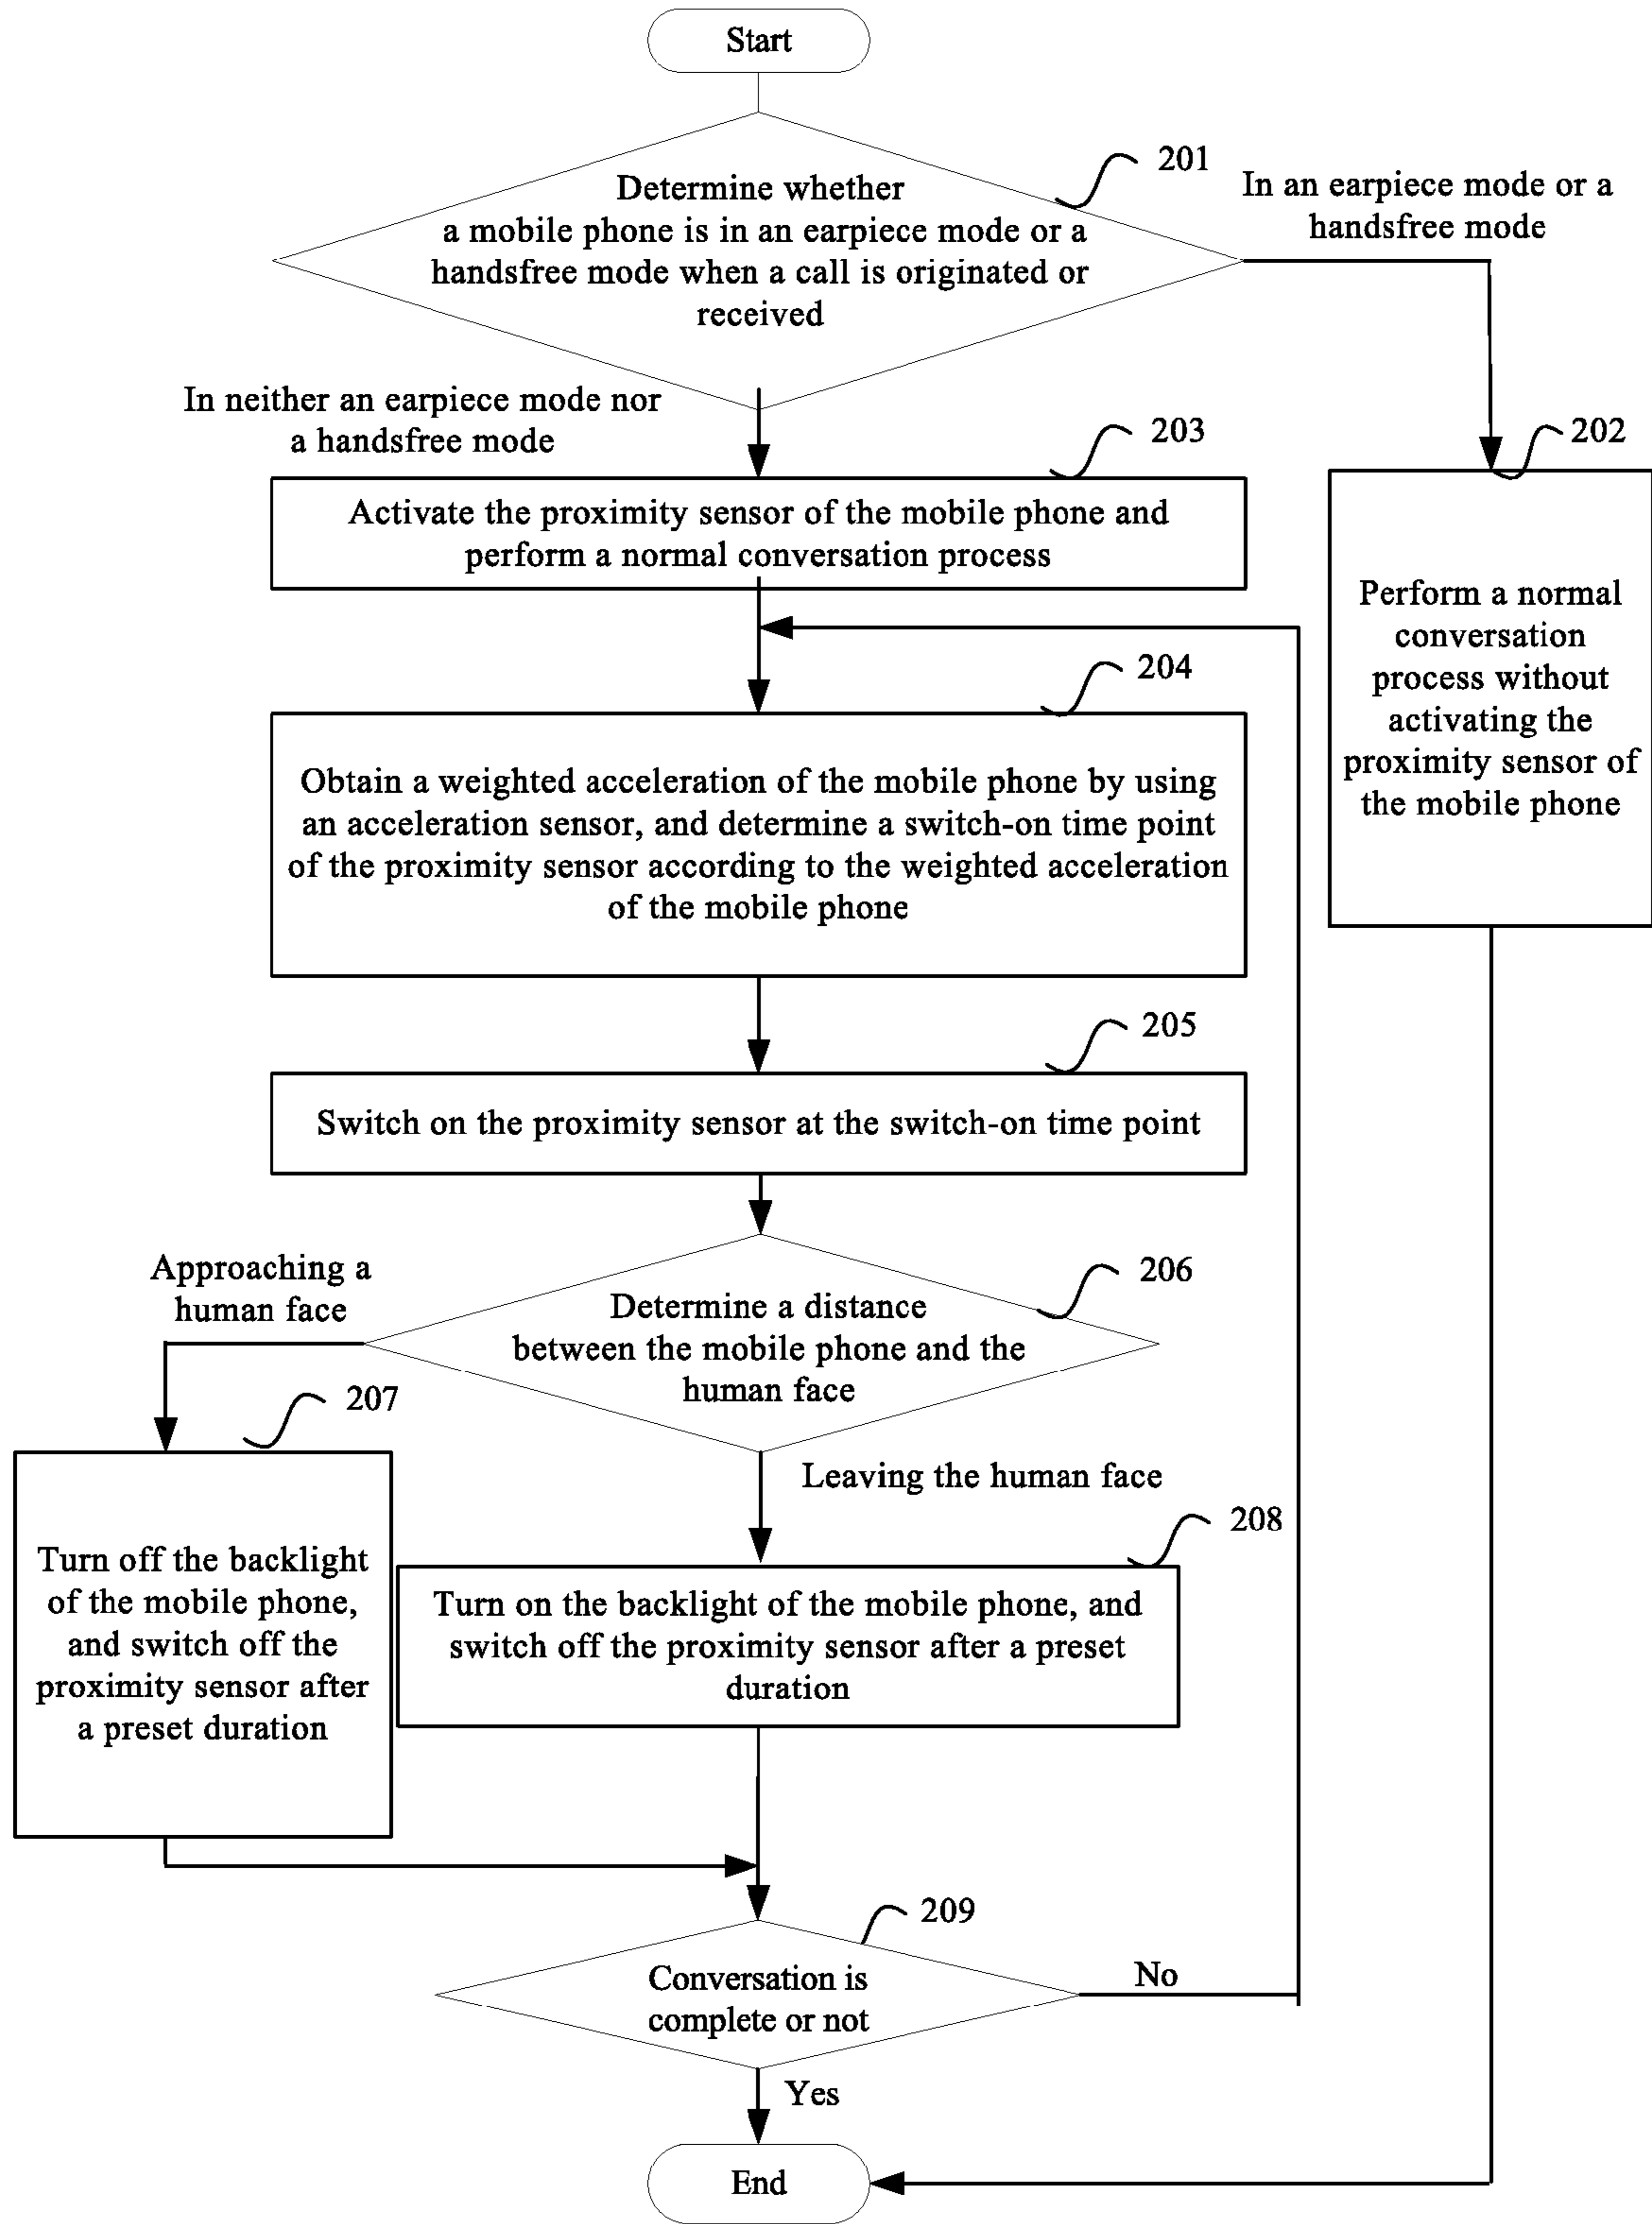 Start
201
Determine whether
a mobile phone is in an earpiece mode or a
handsfree mode when a call is originated or
received
In an earpiece mode or a
handsfree mode
In neither an earpiece mode nor
a handsfree mode
203
202
Activate the proximity sensor of the mobile phone and
perform a normal conversation process
Perform a normal
conversation
process without
activating the
proximity sensor of
the mobile phone
204
Obtain a weighted acceleration of the mobile phone by using
an acceleration sensor, and determine a switch-on time point
of the proximity sensor according to the weighted acceleration
of the mobile phone
205
Switch on the proximity sensor at the switch-on time point
206
Determine a distance
between the mobile phone and the
human face
Approaching a
human face
207
Turn off the backlight
of the mobile phone,
and switch off the
proximity sensor after
a preset duration
Leaving the human face
208
Turn on the backlight of the mobile phone, and
switch off the proximity sensor after a preset
duration
209
Conversation is
complete or not
No
Yes
End